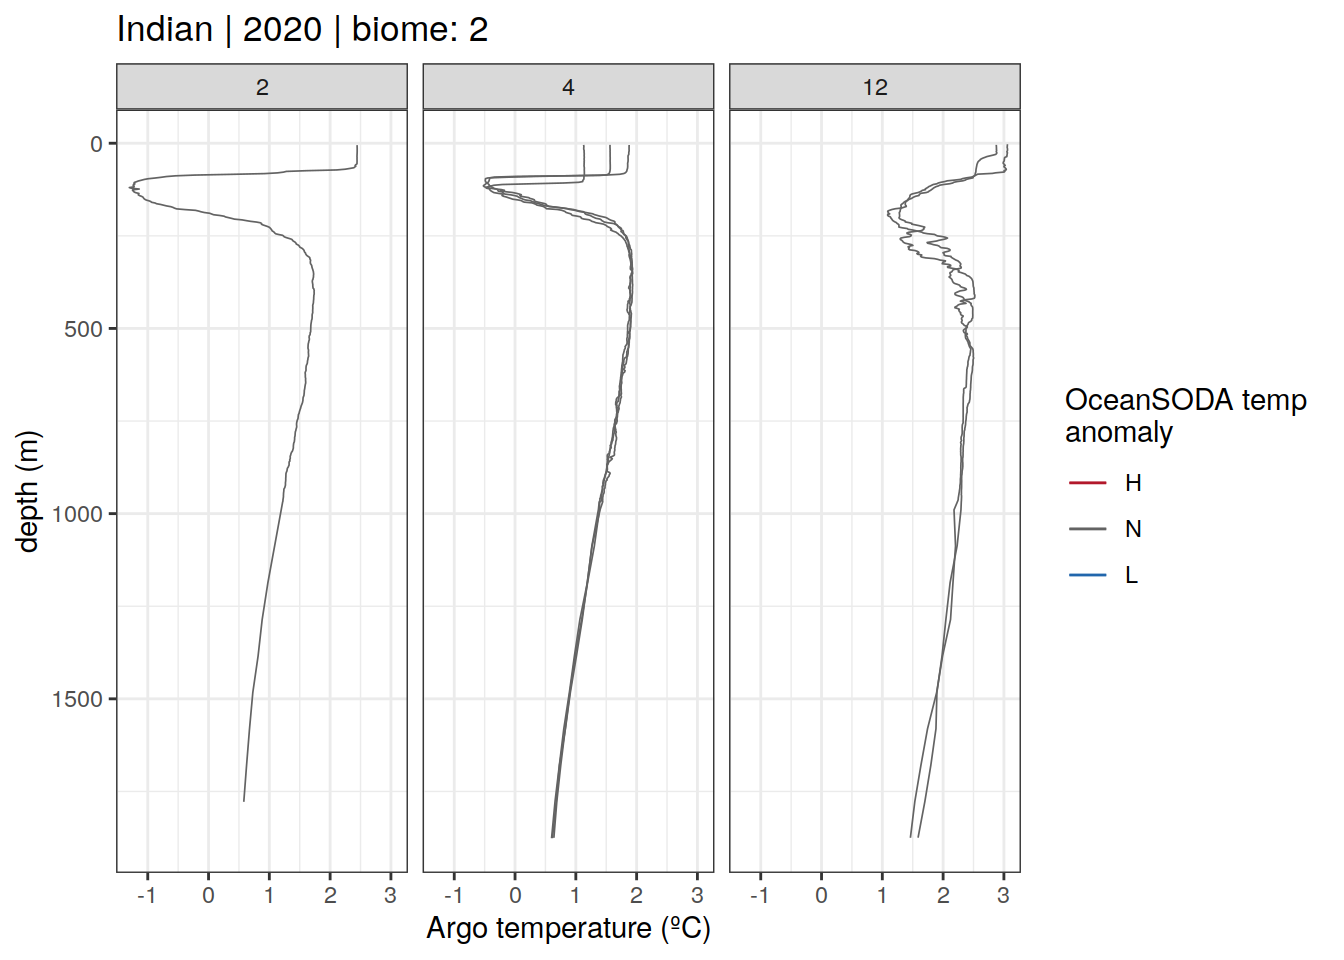 Indian | 2020 | biome: 2
2 4 12
0
500
1000
1500
depth (m)
-1 0 1 2 3 -1 0 1 2 3 -1 0 1 2 3
Argo temperature (ºC)
OceanSODA temp
anomaly
H
N
L